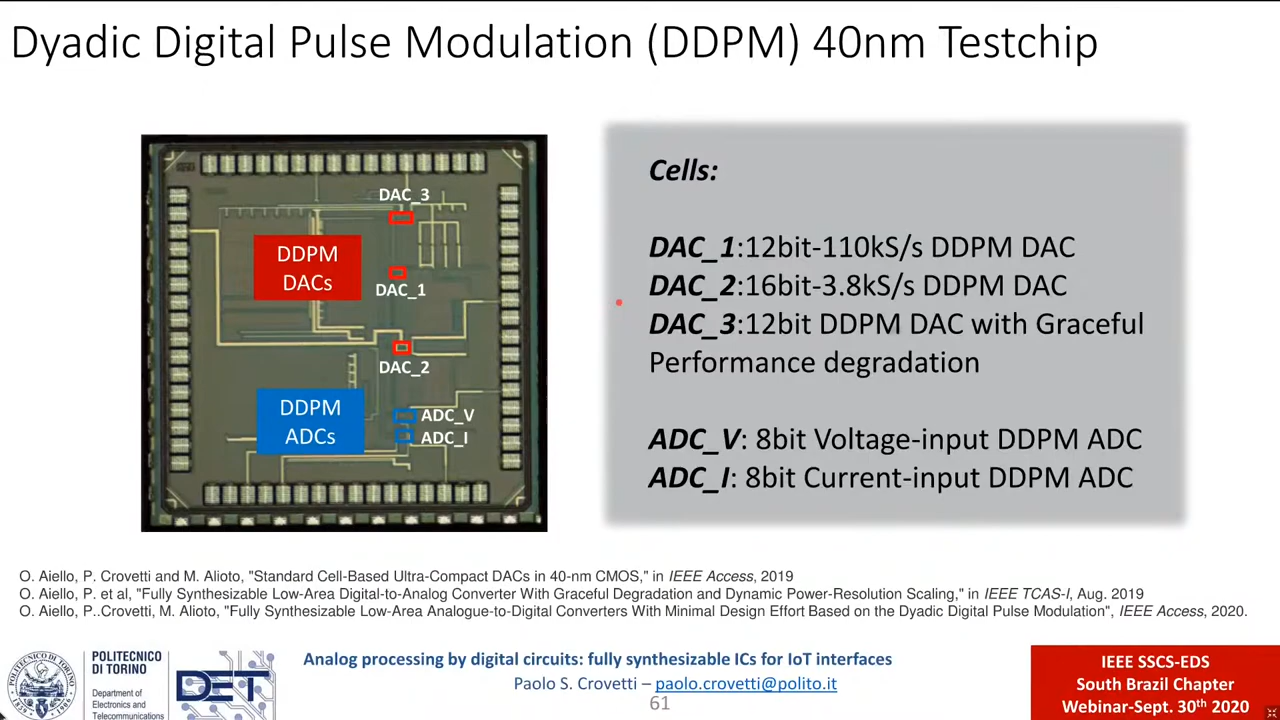 Dyadic Digital Pulse Modulation (DDPM) 40nm Testchip
DAC_3
DDPM
DACs
DAC_1
DAC_2
DDPM
ADCs
ADC_V
ADC_I
Cells:
DAC_1:12bit-110kS/s DDPM DAC
DAC_2:16bit-3.8kS/s DDPM DAC
DAC_3:12bit DDPM DAC with Graceful
Performance degradation
ADC_V: 8bit Voltage-input DDPM ADC
ADC_I: 8bit Current-input DDPM ADC
O. Aiello, P. Crovetti and M. Alioto, "Standard Cell-Based Ultra-Compact DACs in 40-nm CMOS," in IEEE Access, 2019
O. Aiello, P. et al, "Fully Synthesizable Low-Area Digital-to-Analog Converter With Graceful Degradation and Dynamic Power-Resolution Scaling," in IEEE TCAS-I, Aug. 2019
O. Aiello, P..Crovetti, M. Alioto, "Fully Synthesizable Low-Area Analogue-to-Digital Converters With Minimal Design Effort Based on the Dyadic Digital Pulse Modulation", IEEE Access, 2020.
POLITECNICO
DI TORINO
Department of
Electronics and
Telecommunications
DET
Analog processing by digital circuits: fully synthesizable ICs for IoT interfaces
Paolo S. Crovetti – paolo.crovetti@polito.it
61
IEEE SSCS-EDS
South Brazil Chapter
Webinar-Sept. 30th 2020